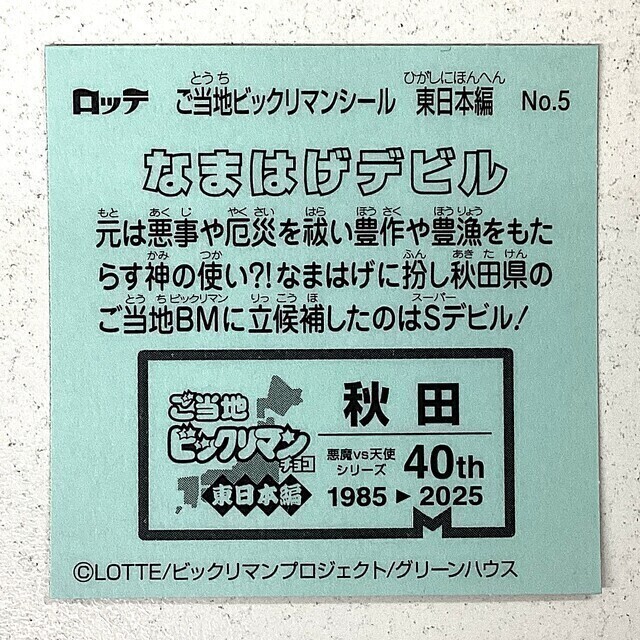 ロッテ ご当地ビックリマンシール 東日本編 No.5
とうち ひがしにほんへん
なまはげデビル
もと あくじ やくさい はら ほうさく ほうりょう
元は悪事や厄災を祓い豊作や豊漁をもた
かみ つか ふん あきたけん
らす神の使い?!なまはげに扮し秋田県の
とうち ビックリマン りっこうほ スーパー
ご当地BMに立候補したのはSデビル!
ご当地
ビックリマン
チョコ
東日本編
秋田
悪魔vs天使
シリーズ 40th
1985 ▶ 2025
©LOTTE/ビックリマンプロジェクト/グリーンハウス